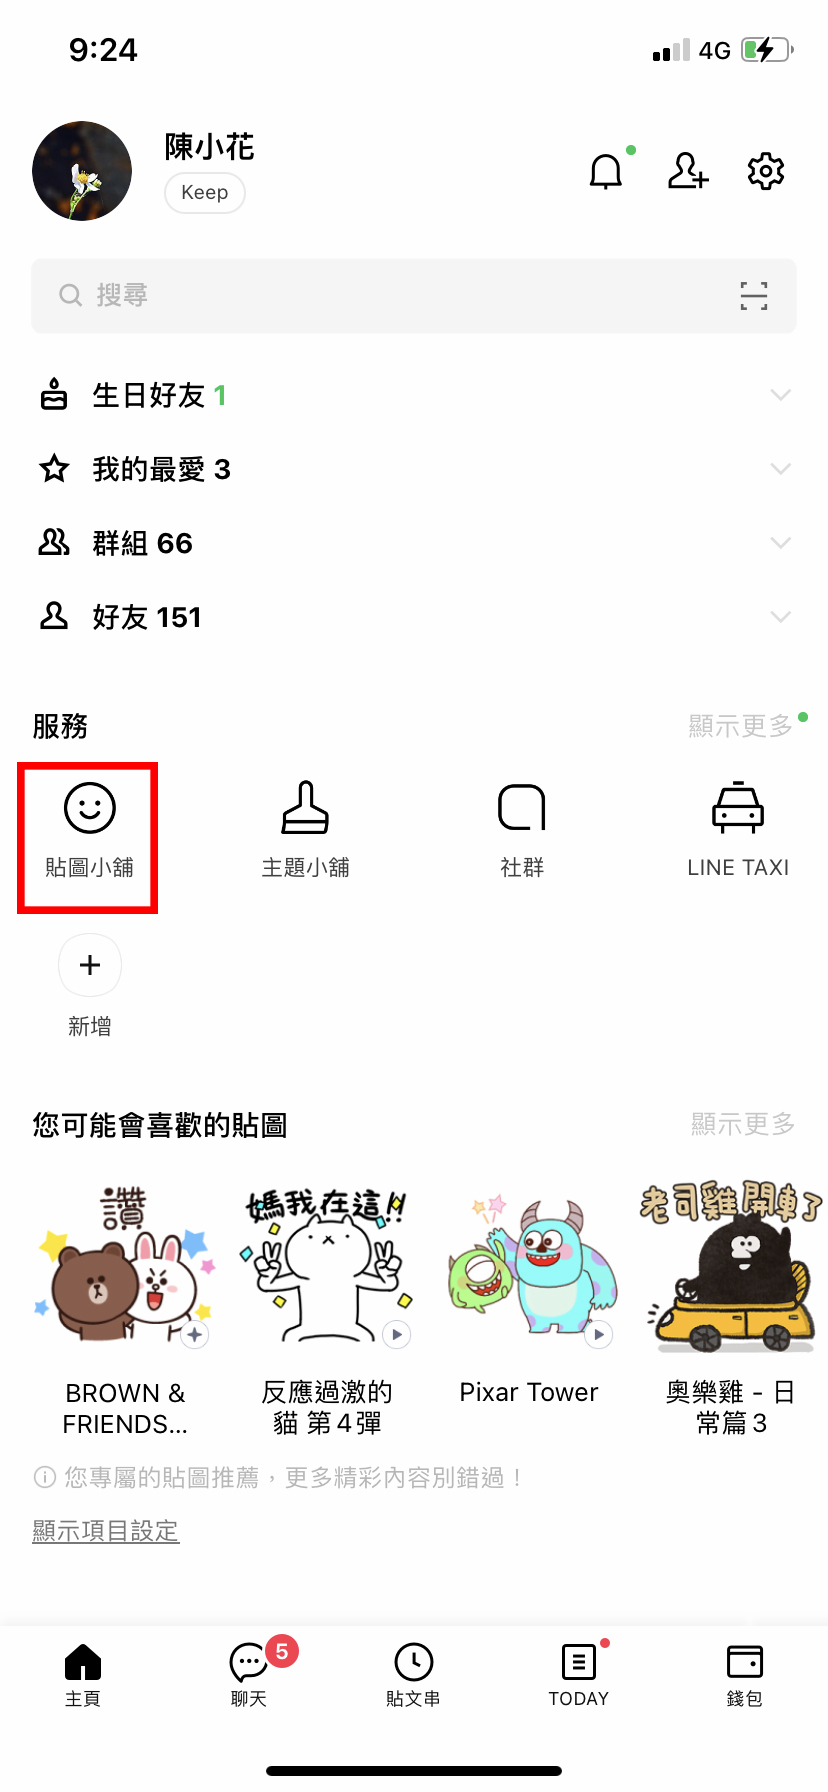 9:24
4G
陳小花
Keep
搜尋
生日好友 1
我的最愛 3
群組 66
好友 151
服務
顯示更多
貼圖小舖
主題小舖
社群
LINE TAXI
新增
您可能會喜歡的貼圖
顯示更多
讚
媽我在這!!
老司雞開車了
BROWN &
FRIENDS...
反應過激的
貓 第4彈
Pixar Tower
奧樂雞 - 日
常篇3
您專屬的貼圖推薦，更多精彩內容別錯過！
顯示項目設定
5
主頁
聊天
貼文串
TODAY
錢包